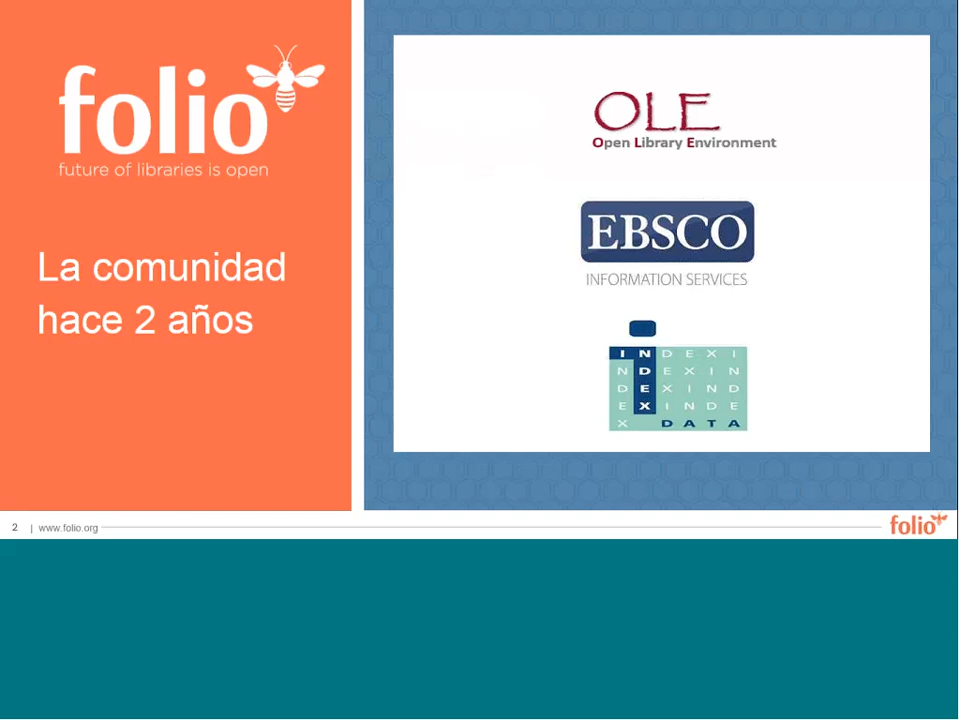 folio
future of libraries is open
La comunidad
hace 2 años
OLE
Open Library Environment
EBSCO
INFORMATION SERVICES
I N D E X I
N D E X I N
D E X I N D
E X I N D E
X D A T A
2 | www.folio.org
folio